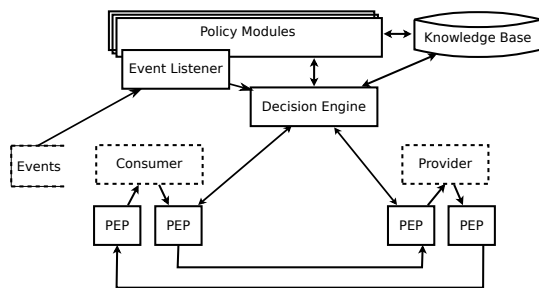 Policy Modules
Knowledge Base
Event Listener
Decision Engine
Events
Consumer
Provider
PEP
PEP
PEP
PEP